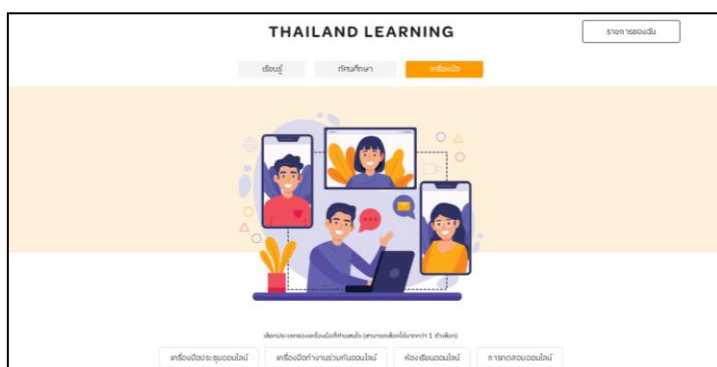 THAILAND LEARNING
รายการของฉัน
เรียนรู้ ทัศนศึกษา เครื่องมือ
เลือกประเภทของเครื่องมือที่ท่านสนใจ (สามารถเลือกได้มากกว่า 1 ตัวเลือก)
เครื่องมือประชุมออนไลน์ เครื่องมือทำงานร่วมกันออนไลน์ ห้องเรียนออนไลน์ การทดสอบออนไลน์